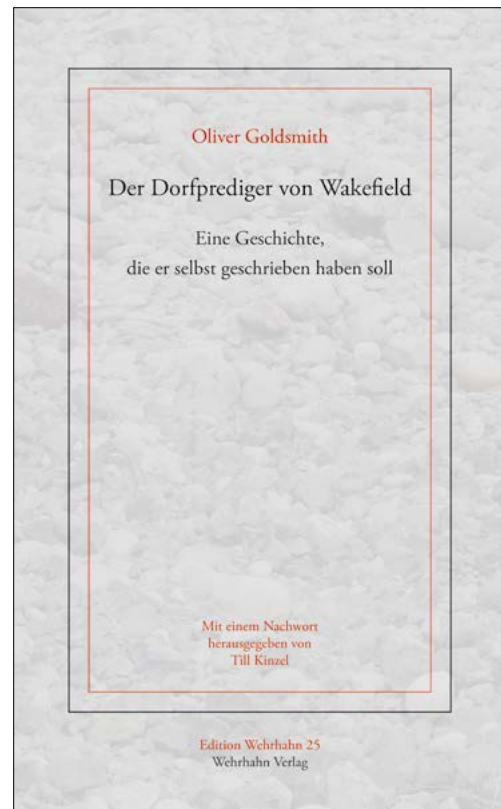 Oliver Goldsmith
Der Dorfprediger von Wakefield
Eine Geschichte,
die er selbst geschrieben haben soll
Mit einem Nachwort
herausgegeben von
Till Kinzel
Edition Wehrhahn 25
Wehrhahn Verlag